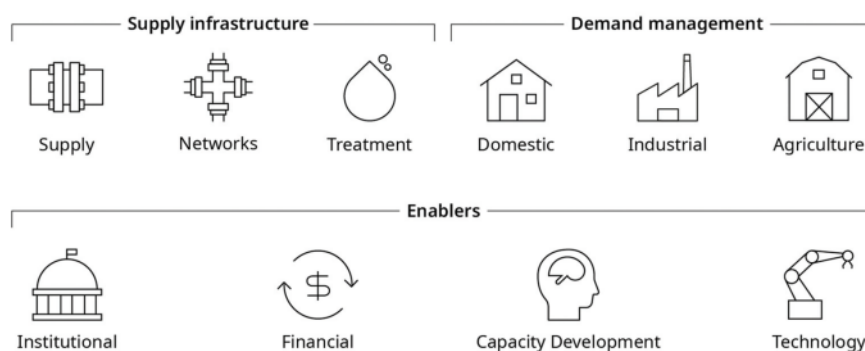 Supply infrastructure Demand management
Supply Networks Treatment Domestic Industrial Agriculture
Enablers
$
Institutional Financial Capacity Development Technology